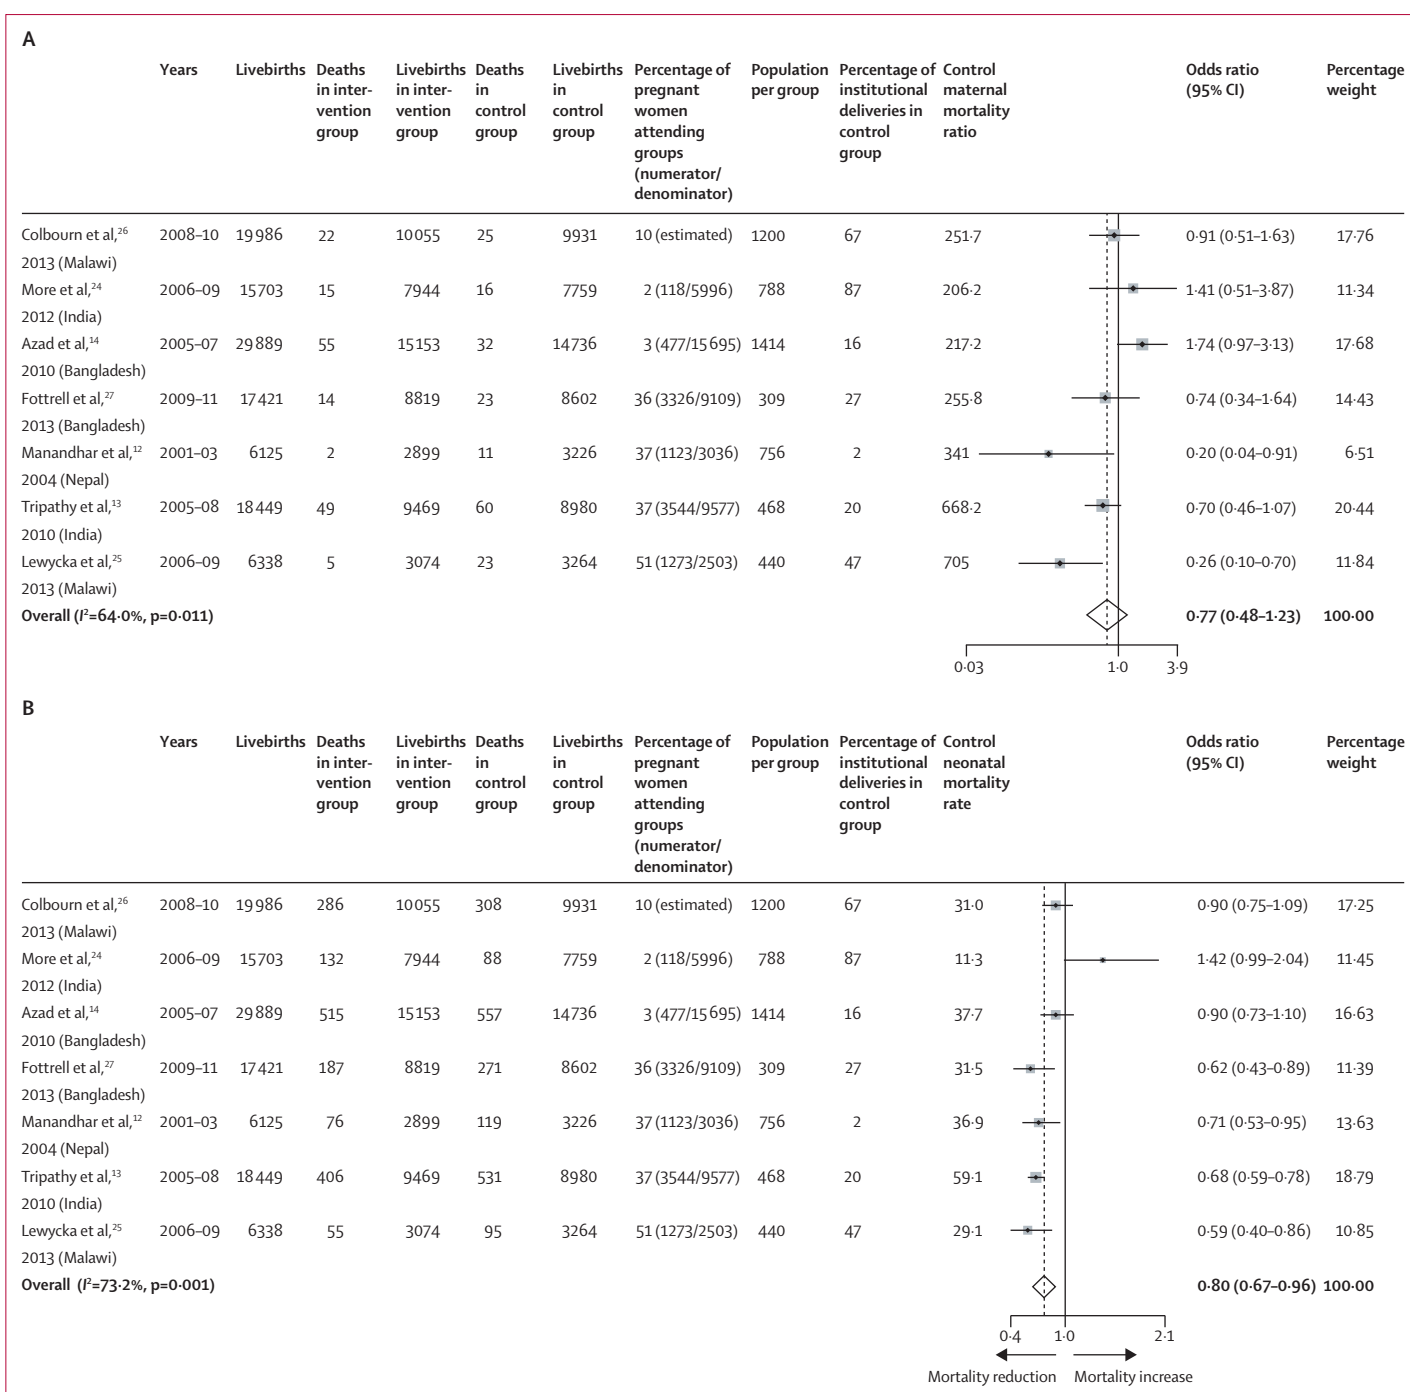 A
Years Livebirths Deaths in inter- vention group Livebirths in inter- vention group Deaths in control group Livebirths in control group Percentage of pregnant women attending groups (numerator/ denominator) Population per group Percentage of institutional deliveries in control group Control maternal mortality ratio Odds ratio (95% CI) Percentage weight
Colbourn et al,26 2008–10 19986 22 10055 25 9931 10 (estimated) 1200 67 251·7 0·91 (0·51–1·63) 17·76
2013 (Malawi)
More et al,24 2006–09 15703 15 7944 16 7759 2 (118/5996) 788 87 206·2 1·41 (0·51–3·87) 11·34
2012 (India)
Azad et al,14 2005–07 29889 55 15153 32 14736 3 (477/15695) 1414 16 217·2 1·74 (0·97–3·13) 17·68
2010 (Bangladesh)
Fottrell et al,27 2009–11 17421 14 8819 23 8602 36 (3326/9109) 309 27 255·8 0·74 (0·34–1·64) 14·43
2013 (Bangladesh)
Manandhar et al,12 2001–03 6125 2 2899 11 3226 37 (1123/3036) 756 2 341 0·20 (0·04–0·91) 6·51
2004 (Nepal)
Tripathy et al,13 2005–08 18449 49 9469 60 8980 37 (3544/9577) 468 20 668·2 0·70 (0·46–1·07) 20·44
2010 (India)
Lewycka et al,25 2006–09 6338 5 3074 23 3264 51 (1273/2503) 440 47 705 0·26 (0·10–0·70) 11·84
2013 (Malawi)
Overall (I²=64·0%, p=0·011) 0·77 (0·48–1·23) 100·00
0·03 1·0 3·9
B
Years Livebirths Deaths in inter- vention group Livebirths in inter- vention group Deaths in control group Livebirths in control group Percentage of pregnant women attending groups (numerator/ denominator) Population per group Percentage of institutional deliveries in control group Control neonatal mortality rate Odds ratio (95% CI) Percentage weight
Colbourn et al,26 2008–10 19986 286 10055 308 9931 10 (estimated) 1200 67 31·0 0·90 (0·75–1·09) 17·25
2013 (Malawi)
More et al,24 2006–09 15703 132 7944 88 7759 2 (118/5996) 788 87 11·3 1·42 (0·99–2·04) 11·45
2012 (India)
Azad et al,14 2005–07 29889 515 15153 557 14736 3 (477/15695) 1414 16 37·7 0·90 (0·73–1·10) 16·63
2010 (Bangladesh)
Fottrell et al,27 2009–11 17421 187 8819 271 8602 36 (3326/9109) 309 27 31·5 0·62 (0·43–0·89) 11·39
2013 (Bangladesh)
Manandhar et al,12 2001–03 6125 76 2899 119 3226 37 (1123/3036) 756 2 36·9 0·71 (0·53–0·95) 13·63
2004 (Nepal)
Tripathy et al,13 2005–08 18449 406 9469 531 8980 37 (3544/9577) 468 20 59·1 0·68 (0·59–0·78) 18·79
2010 (India)
Lewycka et al,25 2006–09 6338 55 3074 95 3264 51 (1273/2503) 440 47 29·1 0·59 (0·40–0·86) 10·85
2013 (Malawi)
Overall (I²=73·2%, p=0·001) 0·80 (0·67–0·96) 100·00
0·4 1·0 2·1
Mortality reduction Mortality increase